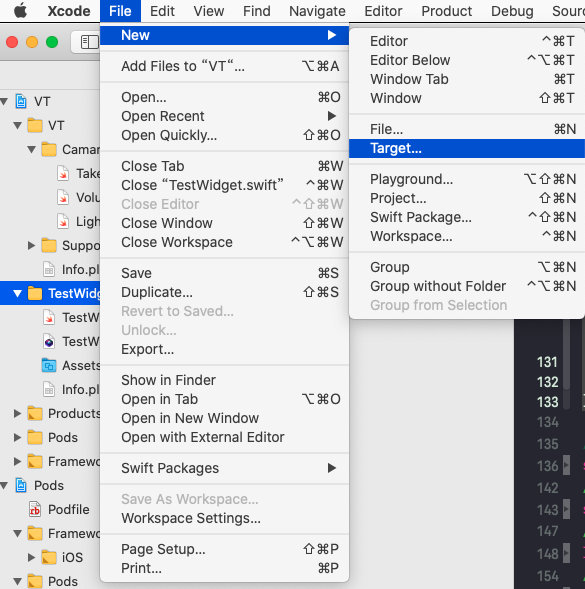 Xcode File Edit View Find Navigate Editor Product Debug
New
Add Files to “VT“... ⌥⌘A
Open... ⌘O
Open Recent
Open Quickly... ⇧⌘O
Close Tab ⌘W
Close “TestWidget.swift” ^⌘W
Close Editor ^⇧⌘W
Close Window ⇧⌘W
Close Workspace ^⌥⌘W
Save ⌘S
Duplicate... ⇧⌘S
Revert to Saved...
Unlock...
Export...
Show in Finder
Open in Tab ⌥⌘O
Open in New Window
Open with External Editor
Swift Packages
Save As Workspace...
Workspace Settings...
Page Setup... ⇧⌘P
Print... ⌘P
Editor ^⌘T
Editor Below ^⌥⌘T
Window Tab ⌘T
Window ⇧⌘T
File... ⌘N
Target...
Playground... ⌥⇧⌘N
Project... ⇧⌘N
Swift Package... ^⇧⌘N
Workspace... ^⌘N
Group ⌥⌘N
Group without Folder ^⌥⌘N
Group from Selection
VT
VT
Camar
Take
Volu
Ligh
Suppo
Info.pl
TestWidg
TestW
TestW
Assets
Info.pl
Products
Pods
Framewo
Pods
Podfile
Framewo
iOS
Pods
131
132
133
134
135
136
142
143
147
148
154